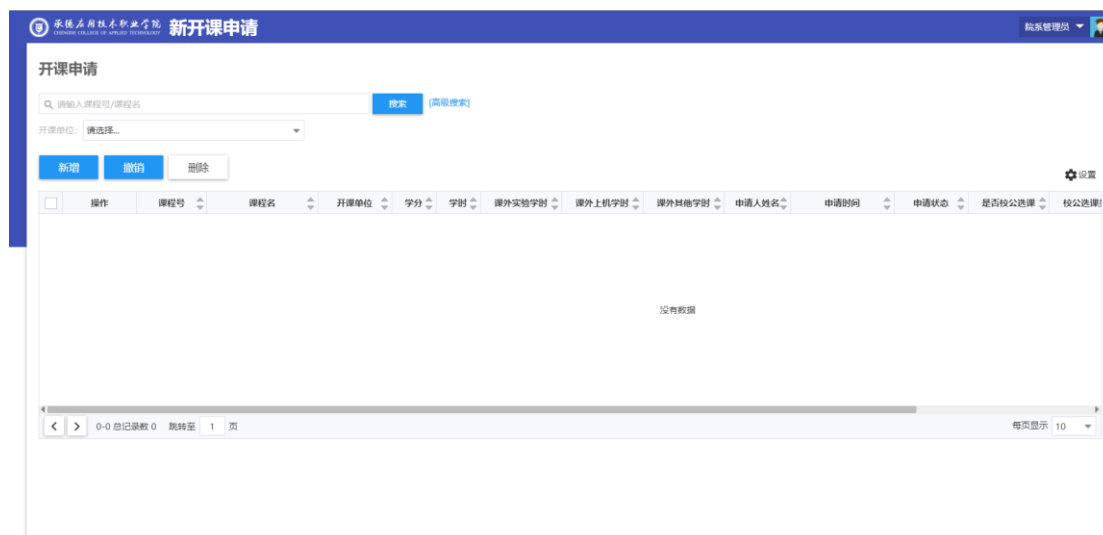 承德应用技术职业学院 新开课申请 院系管理员
CHENGDE COLLEGE OF APPLIED TECHNOLOGY
开课申请
请输入课程号/课程名 搜索 [高级搜索]
开课单位: 请选择...
新增 撤销 删除
设置
操作 课程号 课程名 开课单位 学分 学时 课外实验学时 课外上机学时 课外其他学时 申请人姓名 申请时间 申请状态 是否校公选课 校公选课
没有数据
0-0 总记录数 0 跳转至 1 页 每页显示 10